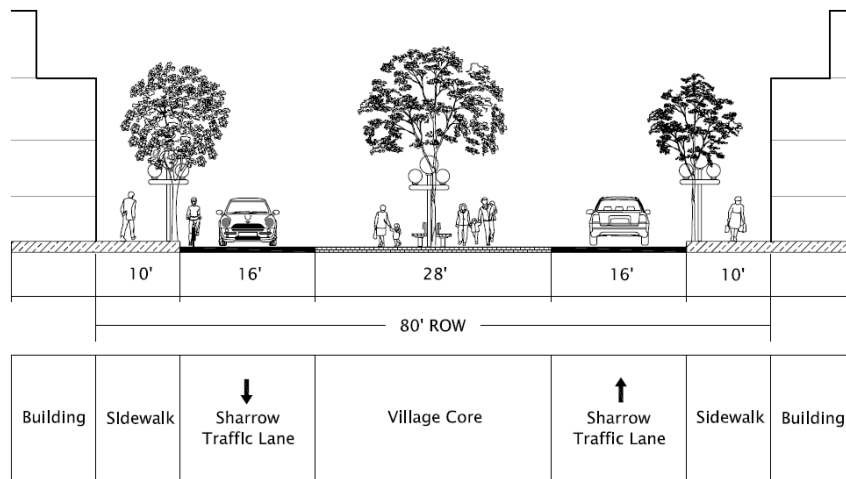 10'
16'
28'
16'
10'
80' ROW
Building
Sidewalk
Sharrow
Traffic Lane
Village Core
Sharrow
Traffic Lane
Sidewalk
Building